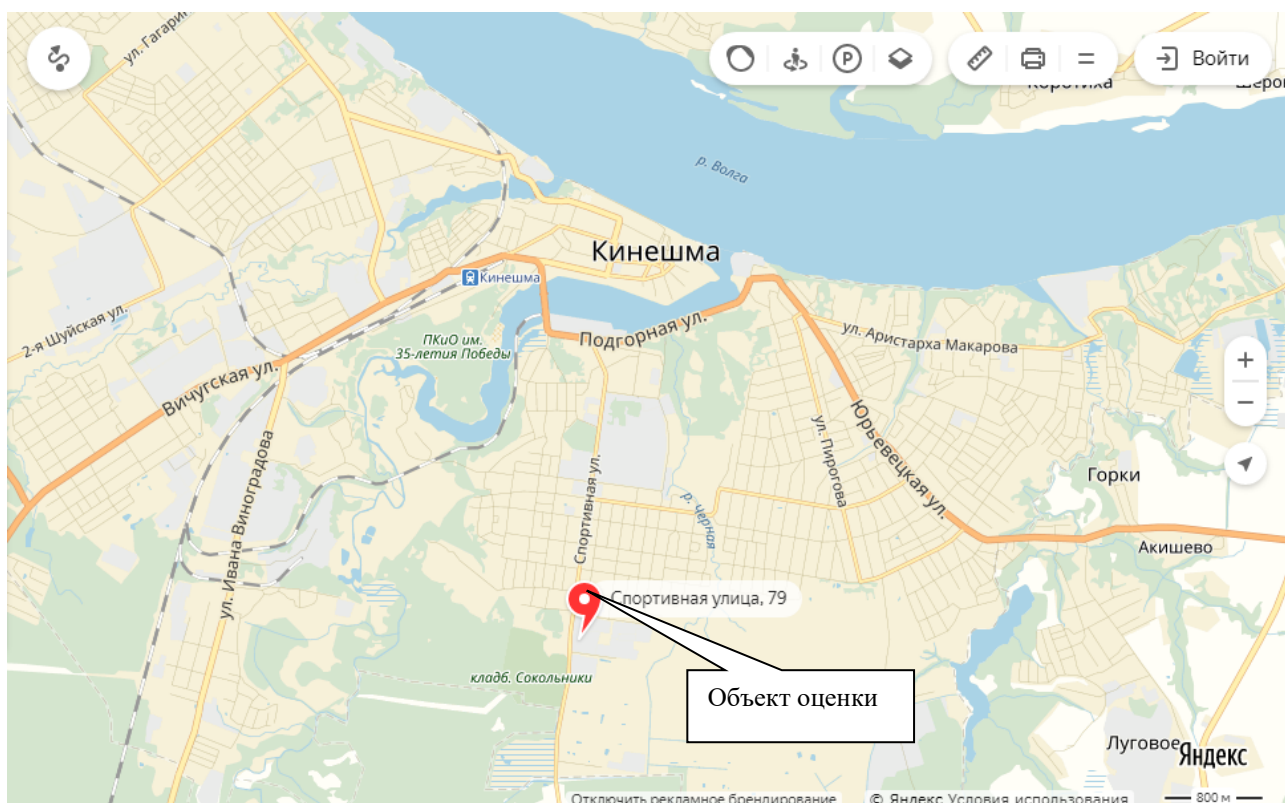 ул. Гагарин
P
Войти
Коротиха
р. Волга
Кинешма
Кинешма
2-я Шуйская ул.
Подгорная ул.
ПКиО им.
35-летия Победы
ул. Аристарха Макарова
Вичугская ул.
+
−
Юрьевецкая ул.
ул. Пирогова
ул. Ивана Виноградова
Спортивная ул.
Горки
р. Черная
Акишево
Спортивная улица, 79
кладб. Сокольники
Объект оценки
Луговое
Яндекс
Отключить рекламное брендирование
© Яндекс Условия использования
800 м